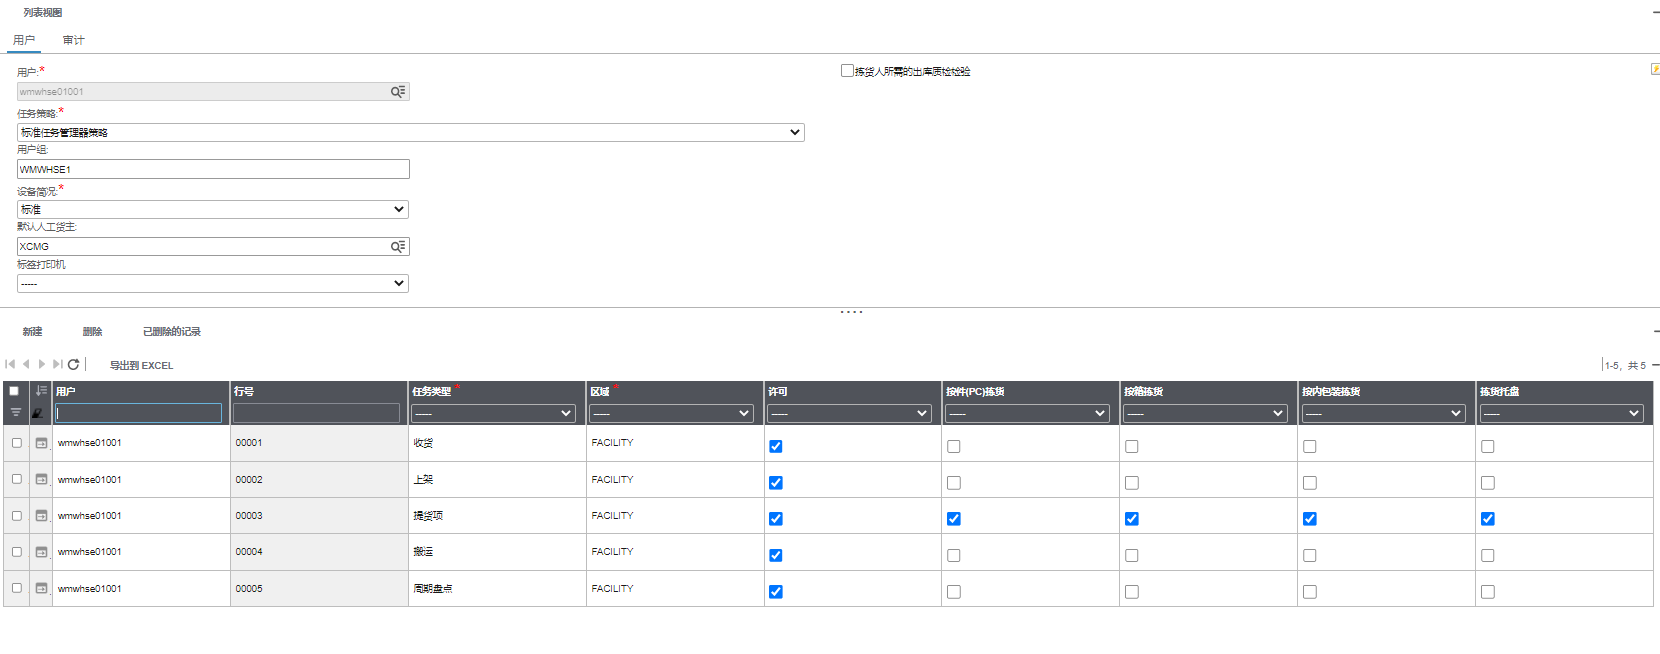 列表视图
用户 审计
用户:*
拣货人所需的出库质检检验
wmwhse01001
任务策略:*
标准任务管理器策略
用户组:
WMWHSE1
设备简况:*
标准
默认人工货主:
XCMG
标签打印机
-----
新建 删除 已删除的记录
导出到 EXCEL
1-5，共 5
用户 行号 任务类型* 区域* 许可 按件(PC)拣货 按箱拣货 按内包装拣货 拣货托盘
----- ----- ----- ----- ----- ----- -----
wmwhse01001 00001 收货 FACILITY
wmwhse01001 00002 上架 FACILITY
wmwhse01001 00003 提货项 FACILITY
wmwhse01001 00004 搬运 FACILITY
wmwhse01001 00005 周期盘点 FACILITY